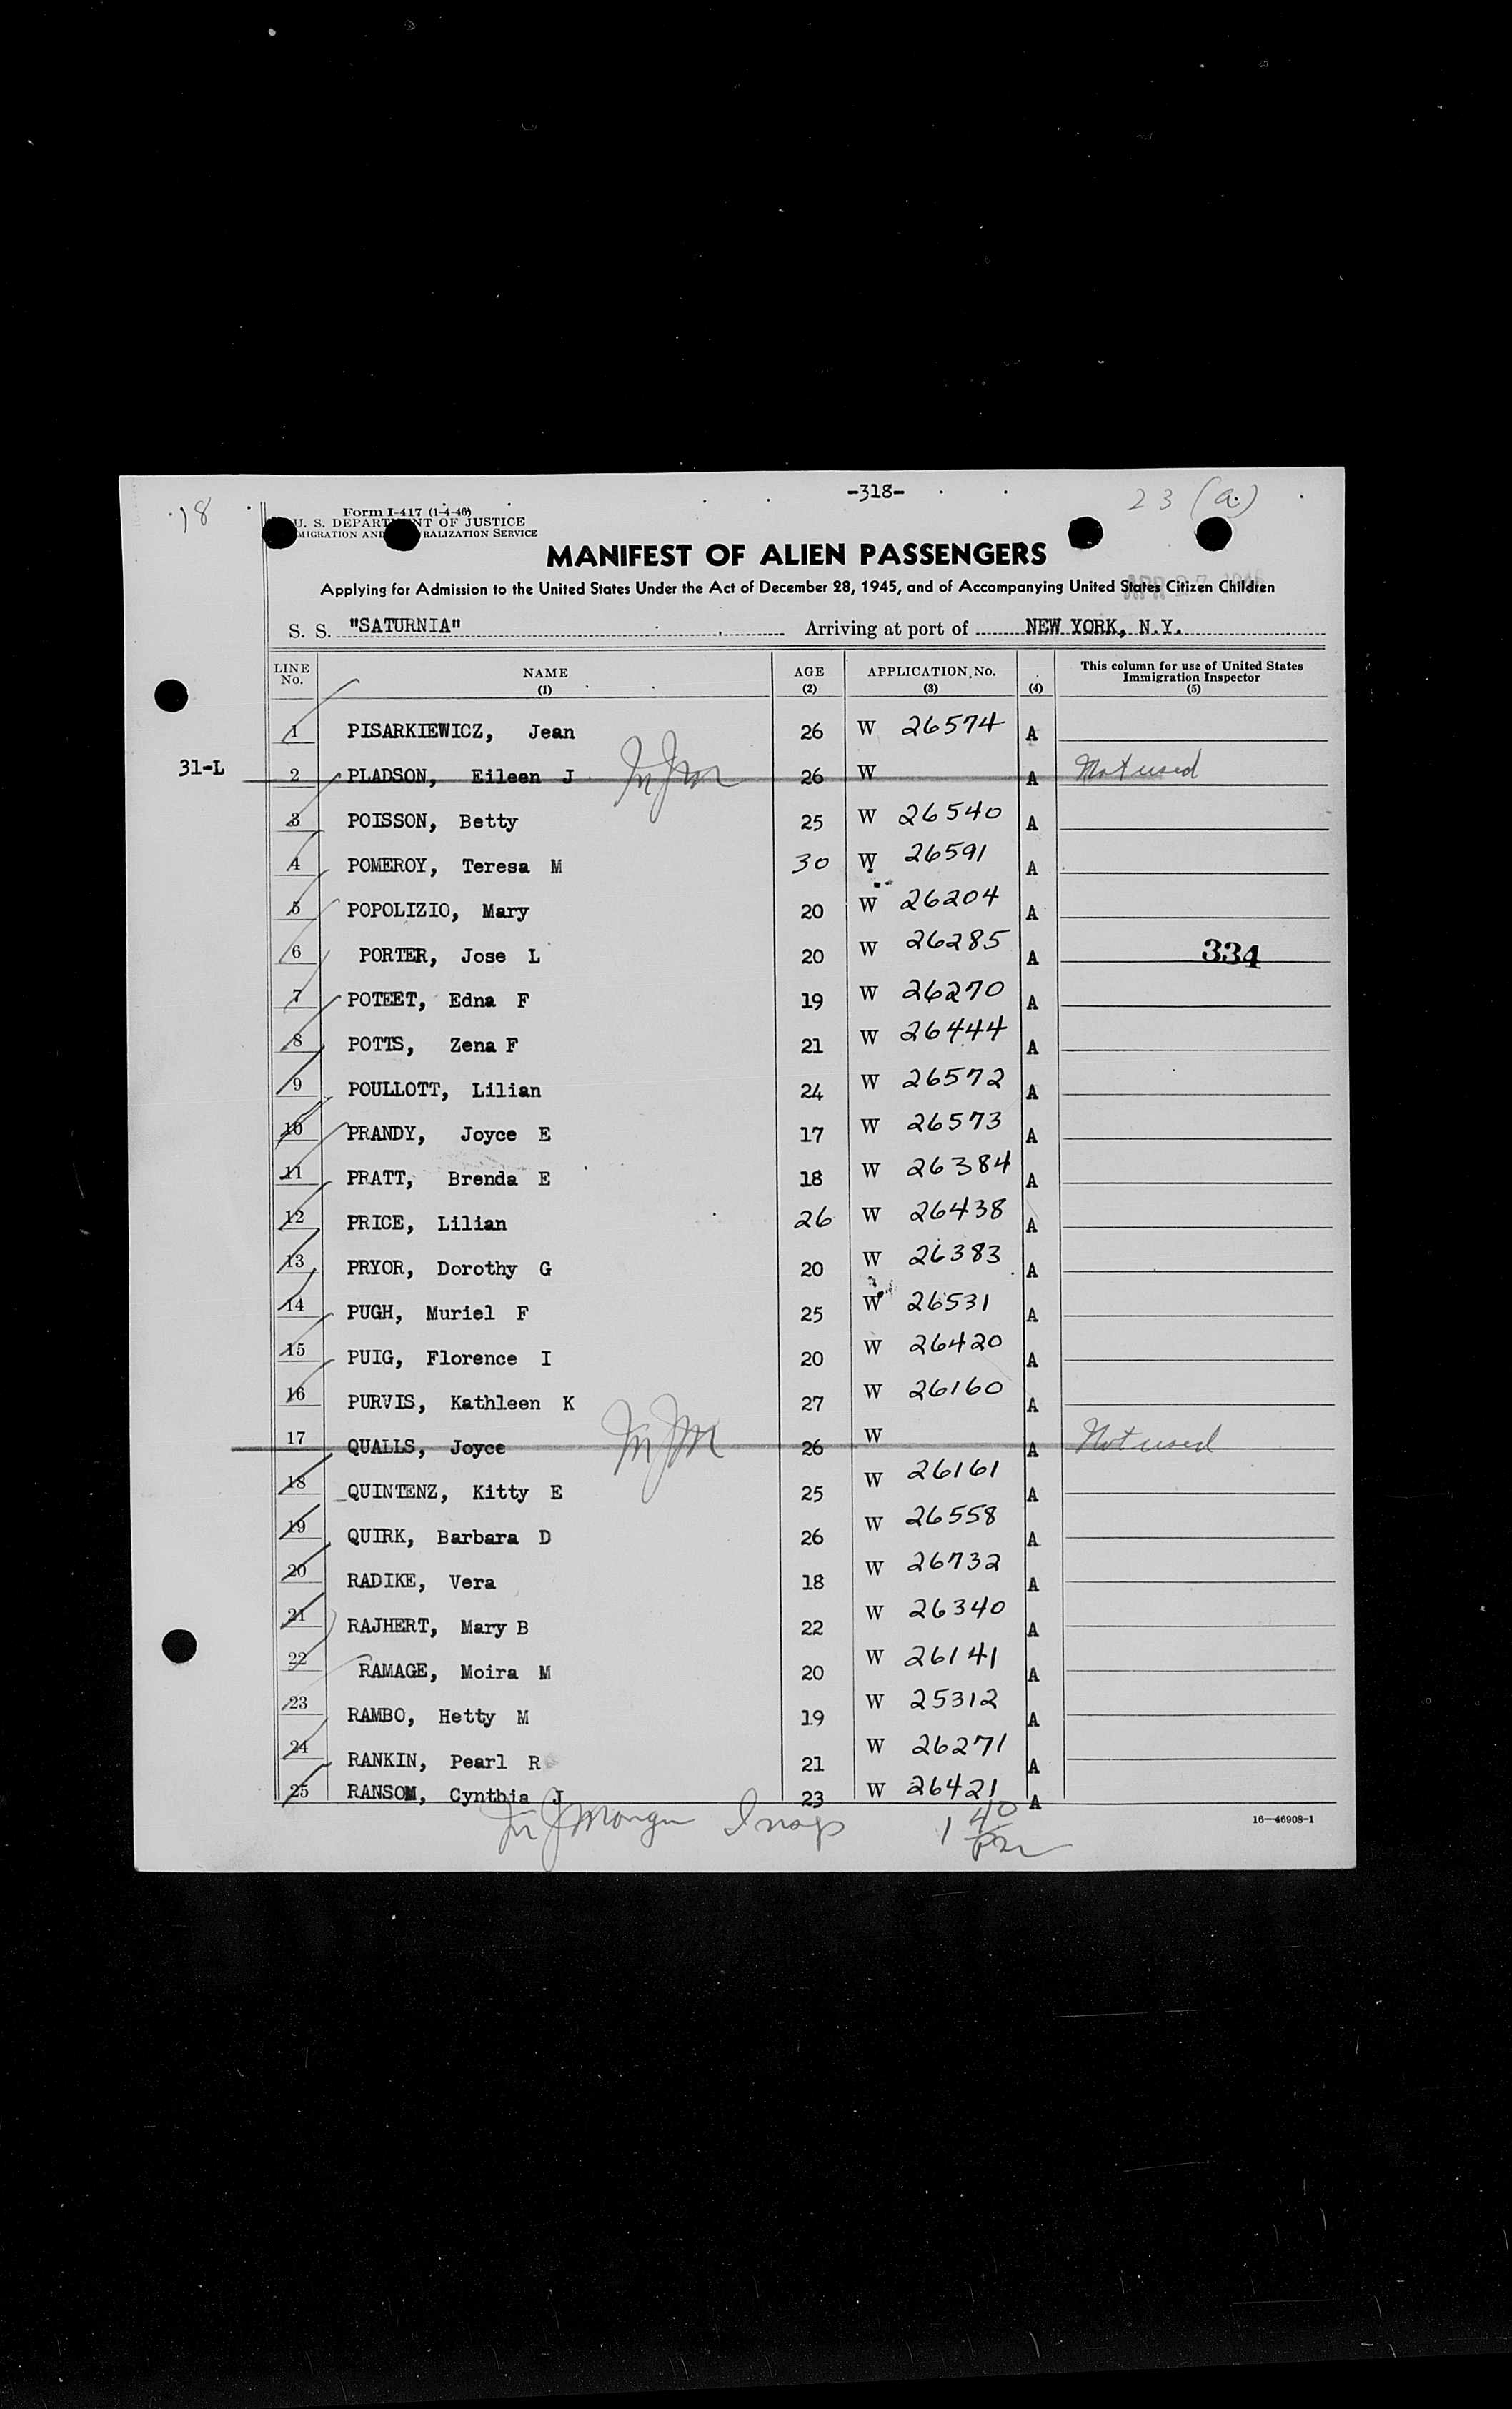 -318-
18
23 (a)
Form I-417 (1-4-46)
U. S. DEPART NT OF JUSTICE
MIGRATION AND RALIZATION SERVICE
MANIFEST OF ALIEN PASSENGERS
Applying for Admission to the United States Under the Act of December 28, 1945, and of Accompanying United States Citizen Children
S. S. "SATURNIA" Arriving at port of NEW YORK, N.Y.
LINE No. NAME (1) AGE (2) APPLICATION No. (3) (4) This column for use of United States Immigration Inspector (5)
1 PISARKIEWICZ, Jean 26 W 26574 A
31-L 2 PLADSON, Eileen J 26 W A Not used
3 POISSON, Betty 25 W 26540 A
4 POMEROY, Teresa M 30 W 26591 A
5 POPOLIZIO, Mary 20 W 26204 A
6 PORTER, Jose L 20 W 26285 A 334
7 POTEET, Edna F 19 W 26270 A
8 POTTS, Zena F 21 W 26444 A
9 POULLOTT, Lilian 24 W 26572 A
10 PRANDY, Joyce E 17 W 26573 A
11 PRATT, Brenda E 18 W 26384 A
12 PRICE, Lilian 26 W 26438 A
13 PRYOR, Dorothy G 20 W 26383 A
14 PUGH, Muriel F 25 W 26531 A
15 PUIG, Florence I 20 W 26420 A
16 PURVIS, Kathleen K 27 W 26160 A
17 QUALLS, Joyce 26 W A Not used
18 QUINTENZ, Kitty E 25 W 26161 A
19 QUIRK, Barbara D 26 W 26558 A
20 RADIKE, Vera 18 W 26732 A
21 RAJHERT, Mary B 22 W 26340 A
22 RAMAGE, Moira M 20 W 26141 A
23 RAMBO, Hetty M 19 W 25312 A
24 RANKIN, Pearl R 21 W 26271 A
25 RANSOM, Cynthia J 23 W 26421 A
Insp 1 40
16—46908-1